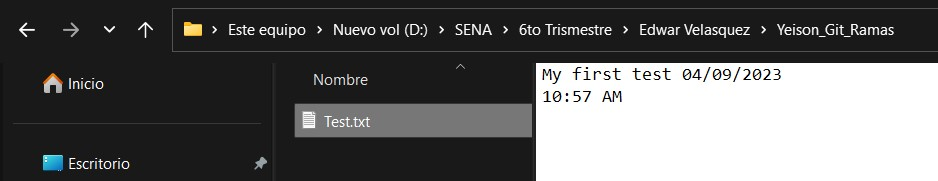 Este equipo > Nuevo vol (D:) > SENA > 6to Trismestre > Edwar Velasquez > Yeison_Git_Ramas
Inicio
Escritorio
Nombre
Test.txt
My first test 04/09/2023
10:57 AM